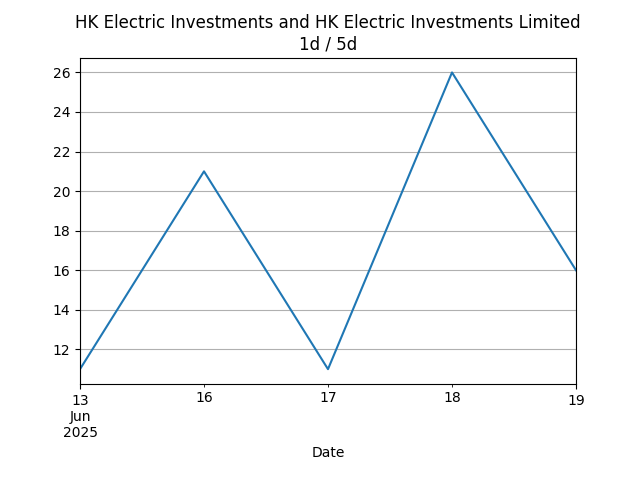 HK Electric Investments and HK Electric Investments Limited
1d / 5d
26
24
22
20
18
16
14
12
13 16 17 18 19
Jun
2025
Date